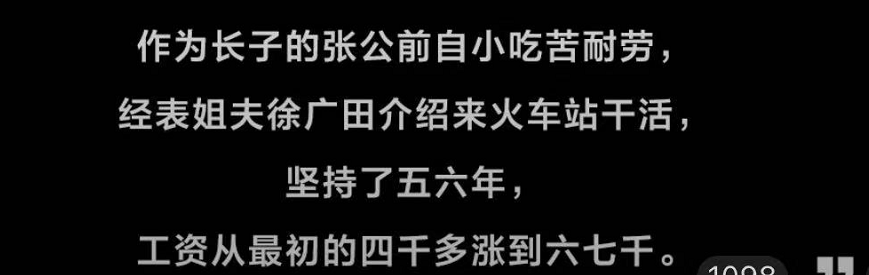 作为长子的张公前自小吃苦耐劳，
经表姐夫徐广田介绍来火车站干活，
坚持了五六年，
工资从最初的四千多涨到六七千。
1098